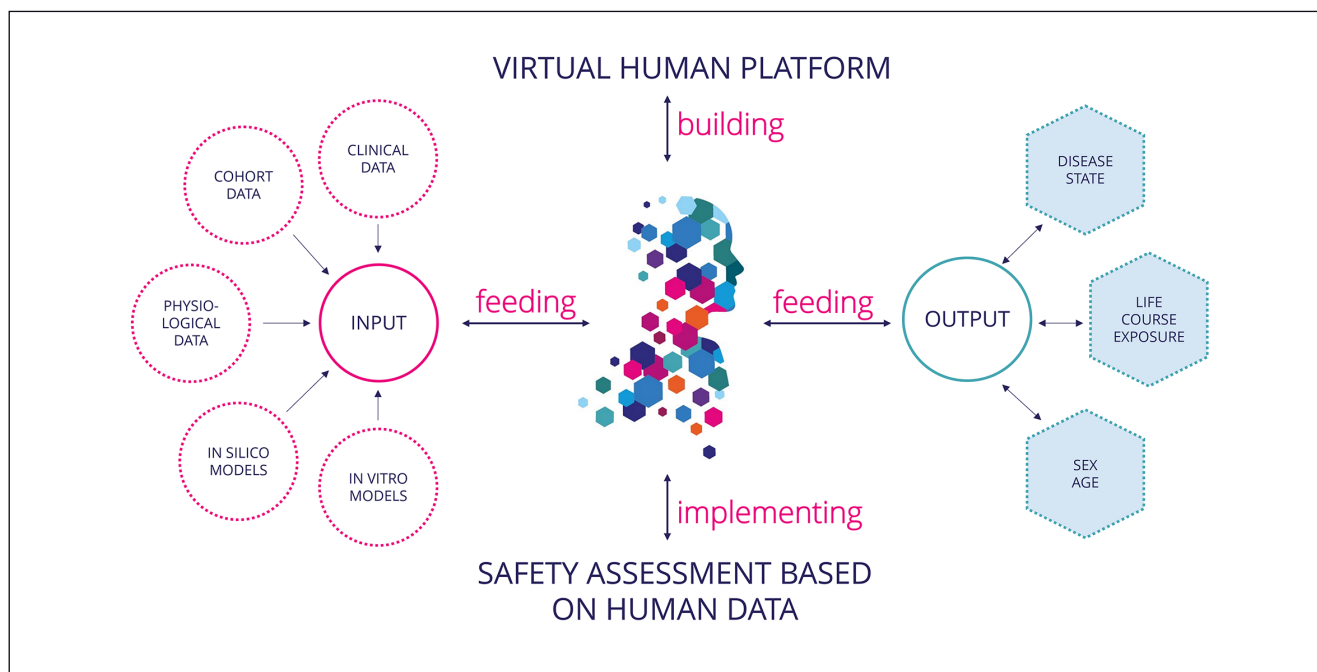 VIRTUAL HUMAN PLATFORM
building
CLINICAL
DATA
COHORT
DATA
PHYSIO-
LOGICAL
DATA
IN SILICO
MODELS
IN VITRO
MODELS
INPUT
feeding
feeding
OUTPUT
DISEASE
STATE
LIFE
COURSE
EXPOSURE
SEX
AGE
implementing
SAFETY ASSESSMENT BASED
ON HUMAN DATA